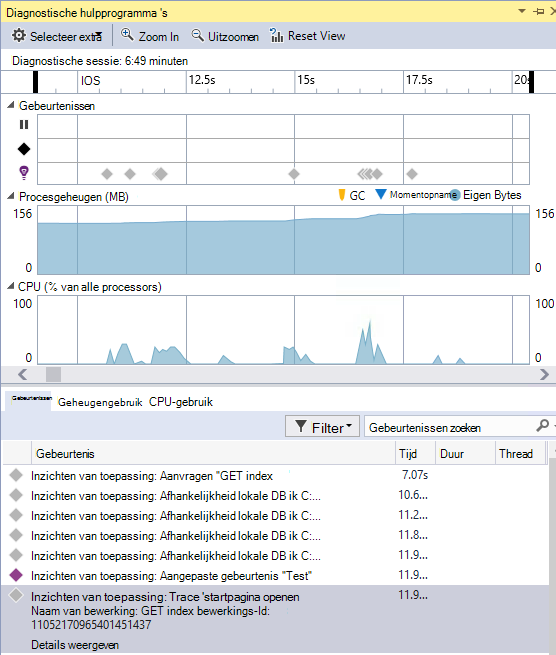 Diagnostische hulpprogramma 's
Selecteer extra Zoom In Uitzoomen Reset View
Diagnostische sessie: 6:49 minuten
IOS 12.5s 15s 17.5s 20s
Gebeurtenissen
Procesgeheugen (MB) GC Momentopname Eigen Bytes
156 156
0 0
CPU (% van alle processors)
100 100
0 0
Gebeurtenissen Geheugengebruik CPU-gebruik
Filter Gebeurtenissen zoeken
Gebeurtenis Tijd Duur Thread
Inzichten van toepassing: Aanvragen "GET index 7.07s
Inzichten van toepassing: Afhankelijkheid lokale DB ik C:... 10.6...
Inzichten van toepassing: Afhankelijkheid lokale DB ik C:... 11.2...
Inzichten van toepassing: Afhankelijkheid lokale DB ik C:... 11.8...
Inzichten van toepassing: Afhankelijkheid lokale DB ik C:... 11.9...
Inzichten van toepassing: Aangepaste gebeurtenis "Test" 11.9...
Inzichten van toepassing: Trace 'startpagina openen 11.9...
Naam van bewerking: GET index bewerkings-Id:
11052170965401451437
Details weergeven